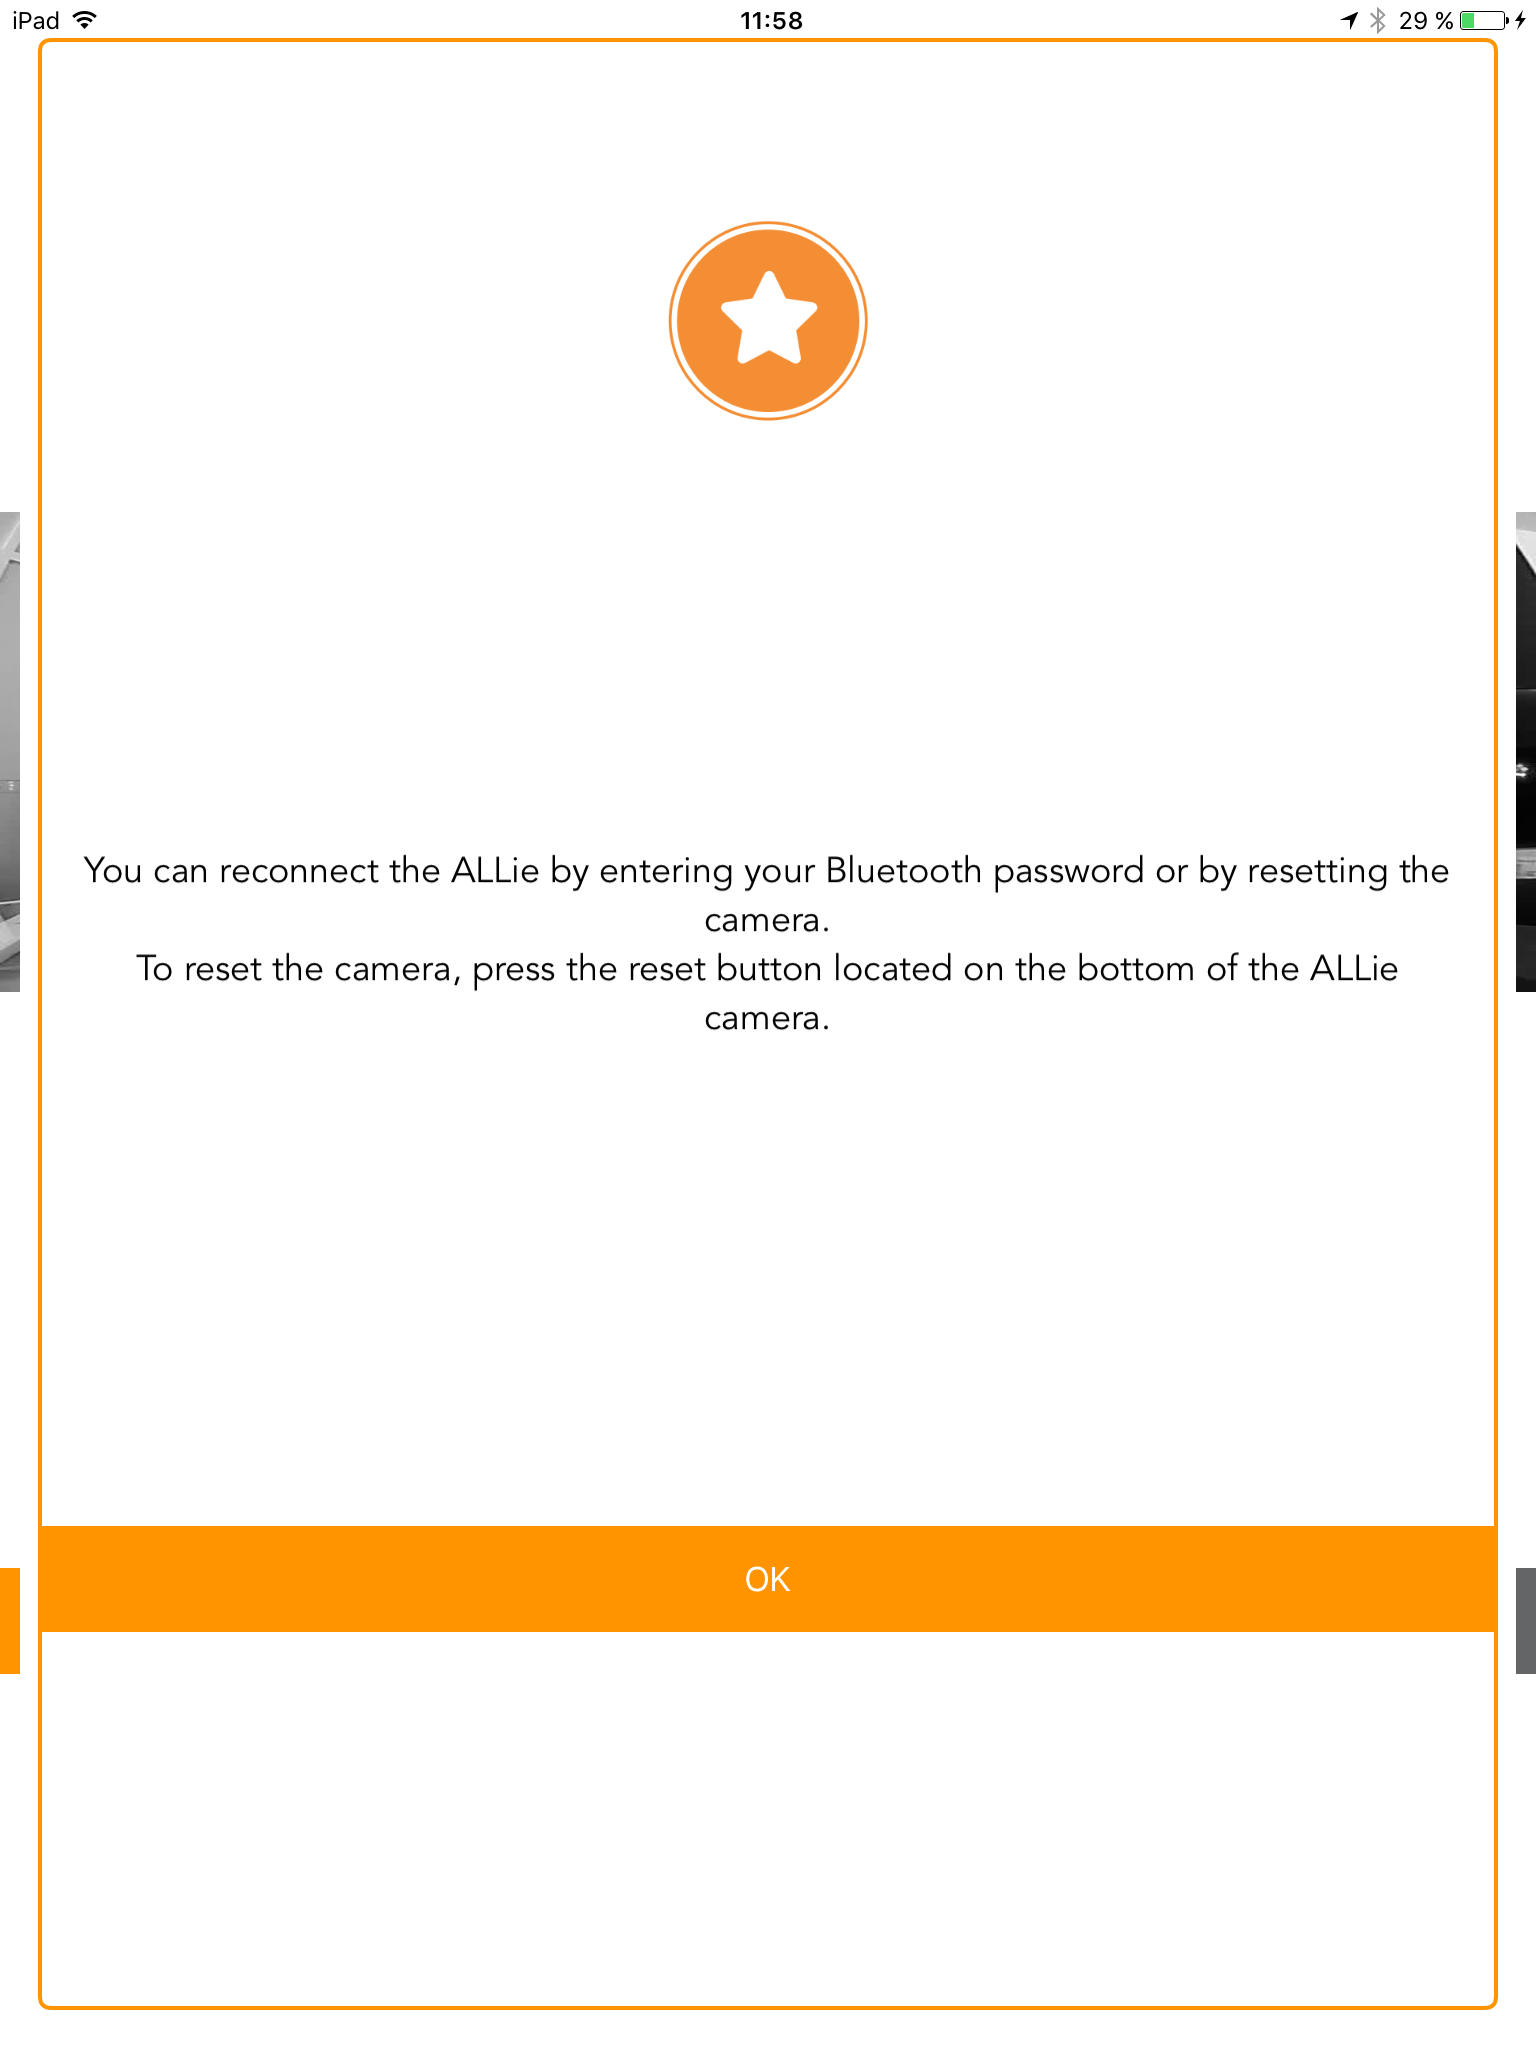 iPad 11:58 29 %
You can reconnect the ALLie by entering your Bluetooth password or by resetting the
camera.
To reset the camera, press the reset button located on the bottom of the ALLie
camera.
OK